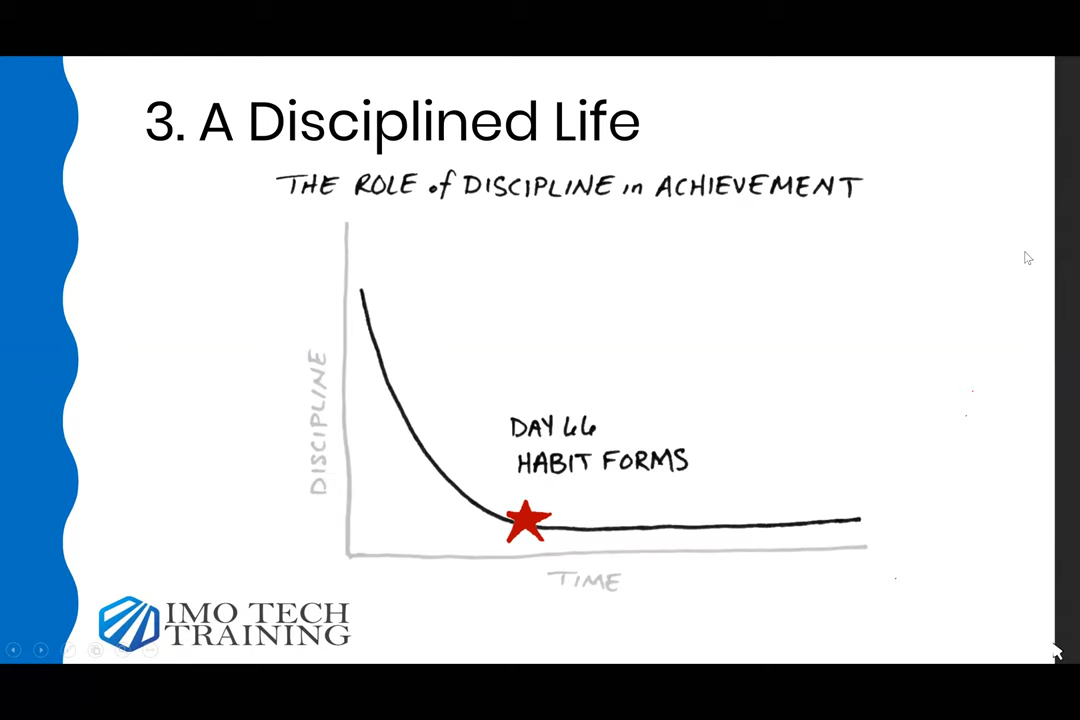 3. A Disciplined Life
THE ROLE of DISCIPLINE in ACHIEVEMENT
DISCIPLINE
DAY 66
HABIT FORMS
TIME
IMO TECH
TRAINING